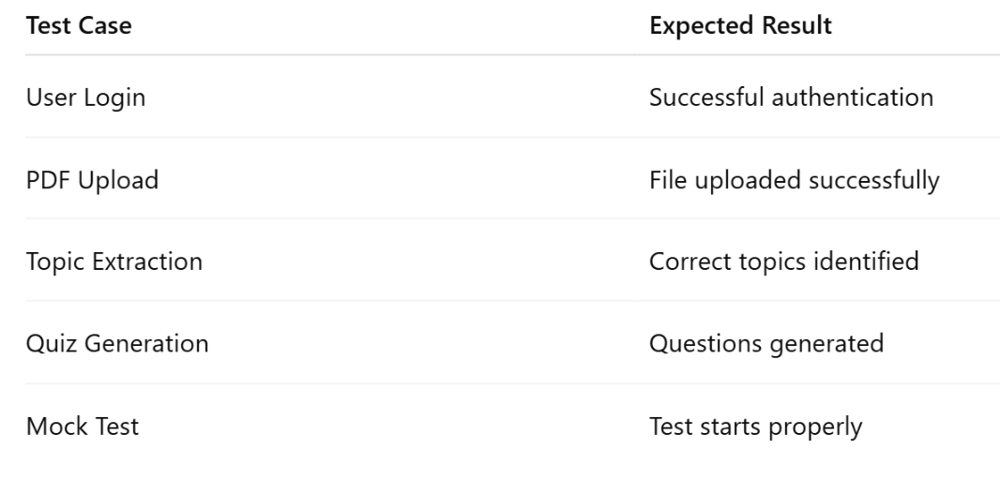 Test Case Expected Result
User Login Successful authentication
PDF Upload File uploaded successfully
Topic Extraction Correct topics identified
Quiz Generation Questions generated
Mock Test Test starts properly